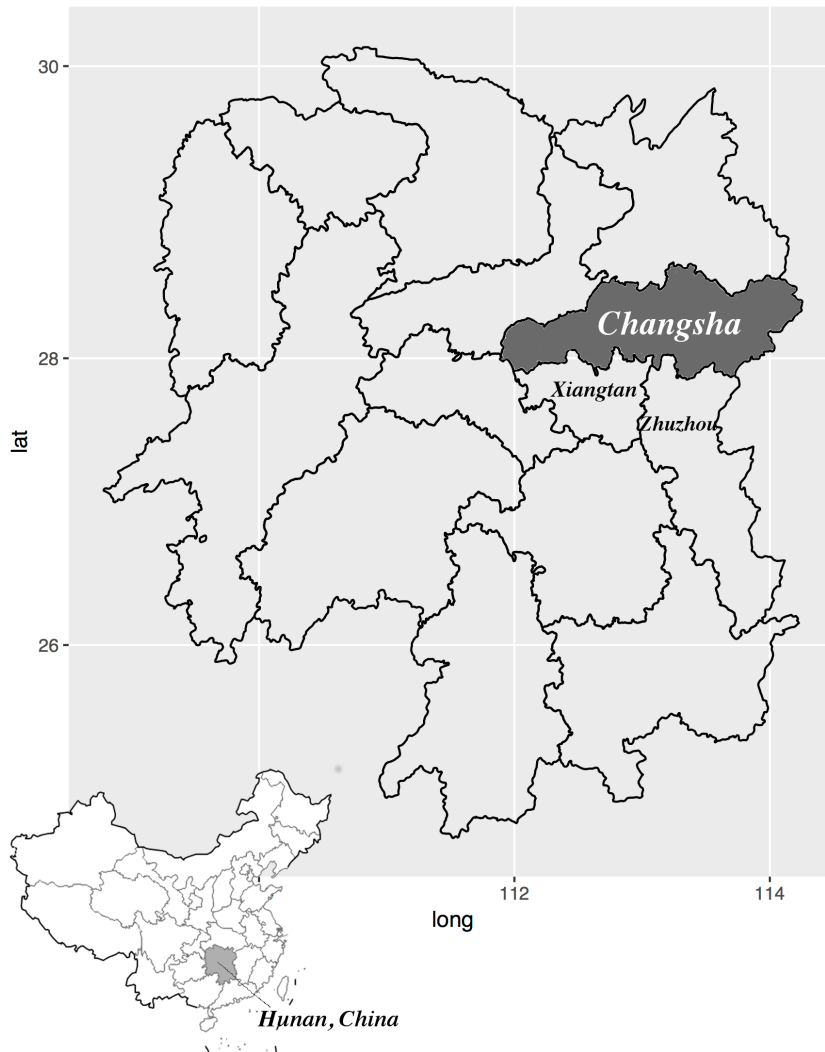 30
Changsha
28
Xiangtan
Zhuzhou
lat
26
112
114
long
Hunan, China